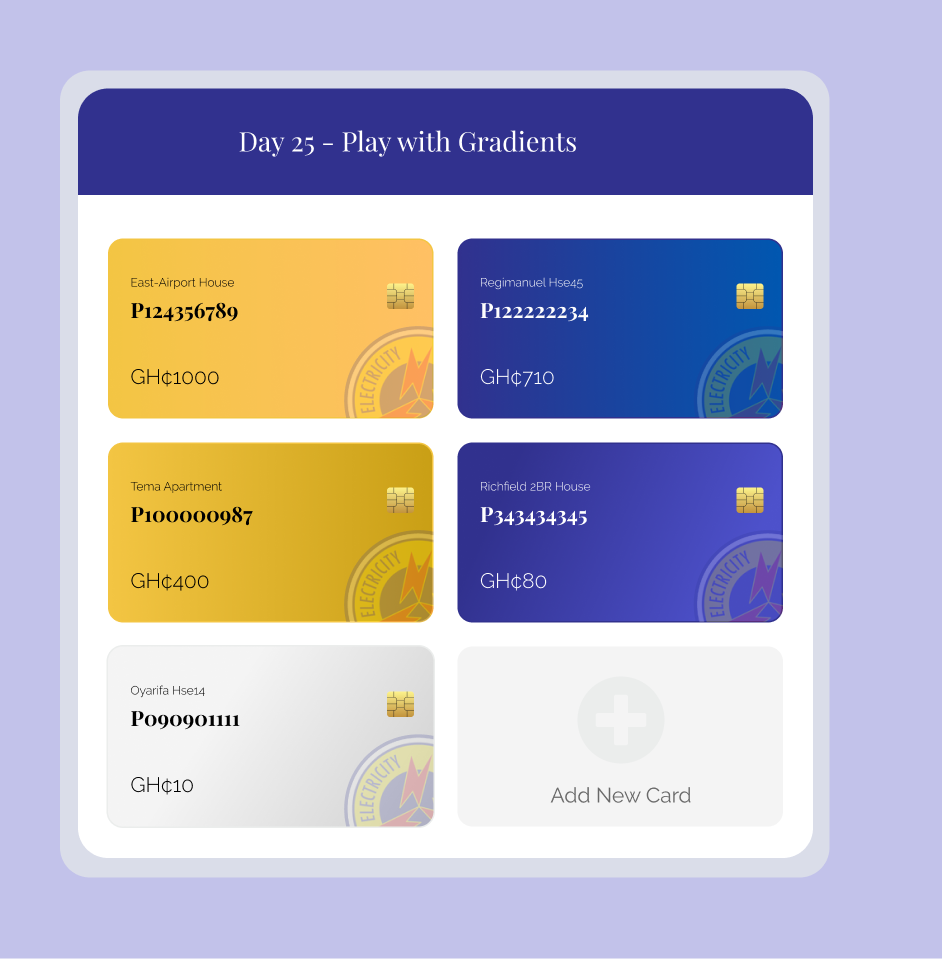 Day 25 - Play with Gradients
East-Airport House
P124356789
GH¢1000
ELECTRICITY
Regimanuel Hse45
P122222234
GH¢710
ELECTRICITY
Tema Apartment
P100000987
GH¢400
ELECTRICITY
Richfield 2BR House
P343434345
GH¢80
ELECTRICITY
Oyarifa Hse14
P090901111
GH¢10
ELECTRICITY
Add New Card